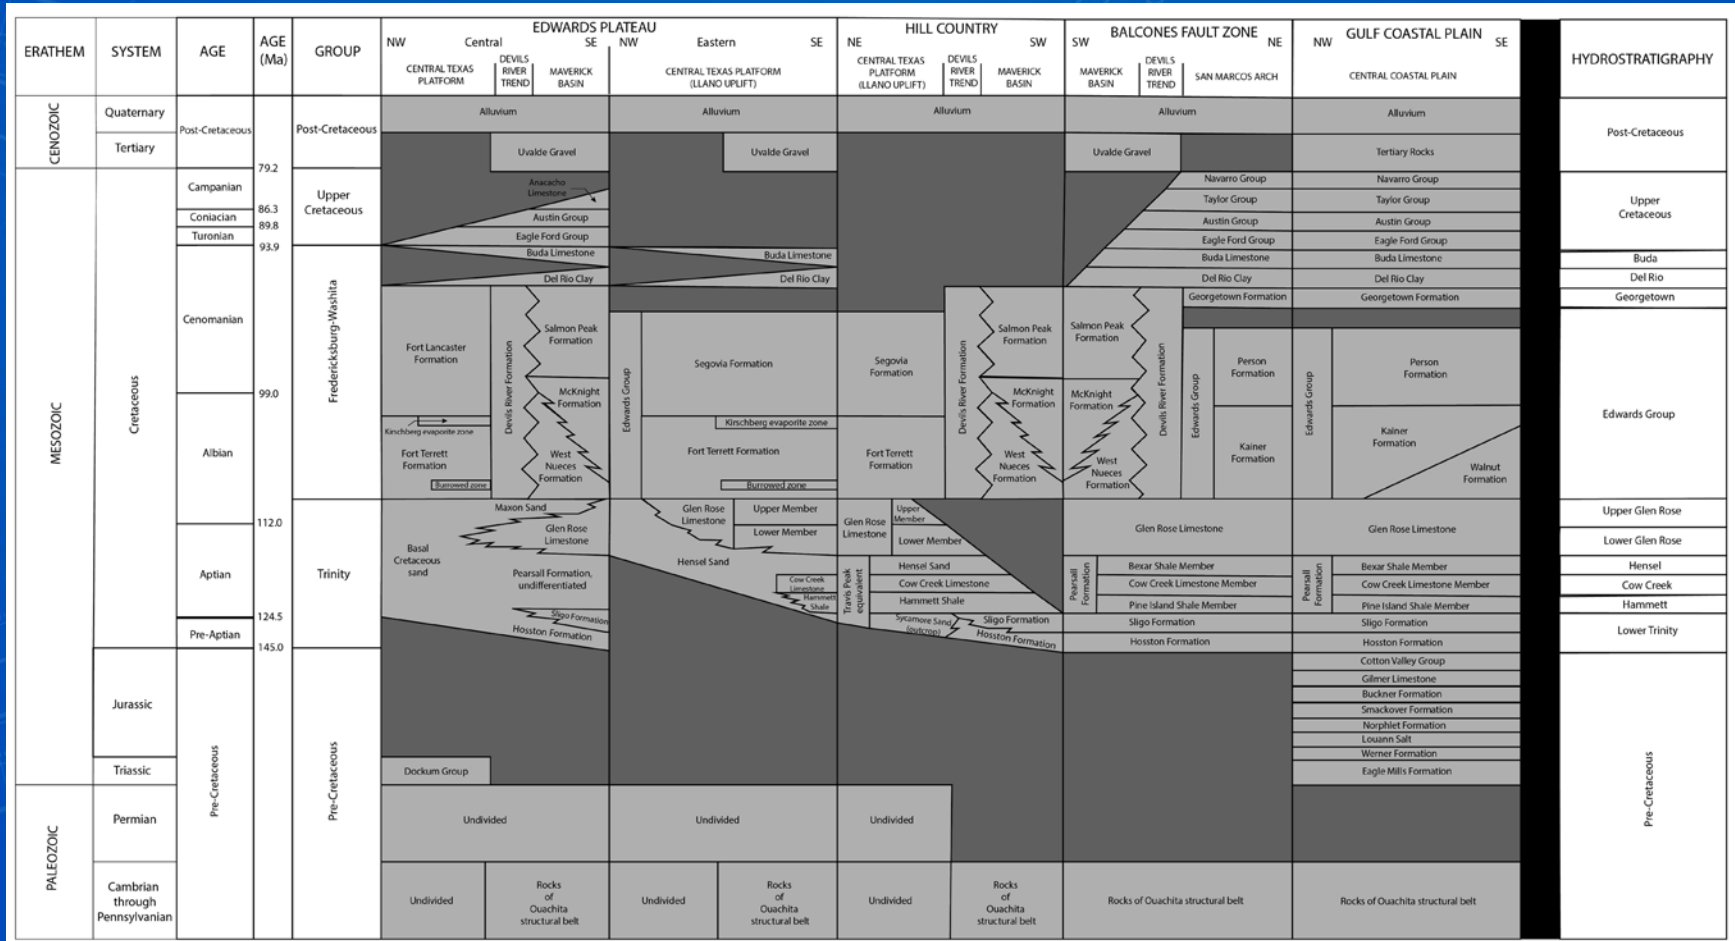 EDWARDS PLATEAU
HILL COUNTRY
BALCONES FAULT ZONE
GULF COASTAL PLAIN
ERATHEM
SYSTEM
AGE
AGE
(Ma)
GROUP
NW
Central
SE
NW
Eastern
SE
NE
SW
SW
NE
NW
SE
HYDROSTRATIGRAPHY
CENTRAL TEXAS
PLATFORM
DEVILS
RIVER
TREND
MAVERICK
BASIN
CENTRAL TEXAS PLATFORM
(LLANO UPLIFT)
CENTRAL TEXAS
PLATFORM
(LLANO UPLIFT)
DEVILS
RIVER
TREND
MAVERICK
BASIN
MAVERICK
BASIN
DEVILS
RIVER
TREND
SAN MARCOS ARCH
CENTRAL COASTAL PLAIN
CENOZOIC
MESOZOIC
PALEOZOIC
Quaternary
Tertiary
Cretaceous
Jurassic
Triassic
Permian
Cambrian
through
Pennsylvanian
Post-Cretaceous
Campanian
Coniacian
Turonian
Cenomanian
Albian
Aptian
Pre-Aptian
Pre-Cretaceous
79.2
86.3
89.8
93.9
99.0
112.0
124.5
145.0
Post-Cretaceous
Upper
Cretaceous
Fredericksburg-Washita
Trinity
Pre-Cretaceous
Alluvium
Uvalde Gravel
Anacacho
Limestone
Austin Group
Eagle Ford Group
Buda Limestone
Del Rio Clay
Fort Lancaster
Formation
Devils River Formation
Salmon Peak
Formation
McKnight
Formation
Kirschberg evaporite zone
Fort Terrett
Formation
Burrowed zone
West
Nueces
Formation
Maxon Sand
Glen Rose
Limestone
Basal
Cretaceous
sand
Pearsall Formation,
undifferentiated
Sligo Formation
Hosston Formation
Dockum Group
Undivided
Undivided
Rocks
of
Ouachita
structural belt
Alluvium
Uvalde Gravel
Buda Limestone
Del Rio Clay
Edwards Group
Segovia Formation
Kirschberg evaporite zone
Fort Terrett Formation
Burrowed zone
Glen Rose
Limestone
Upper Member
Lower Member
Hensel Sand
Cow Creek
Limestone
Hammett
Shale
Undivided
Undivided
Rocks
of
Ouachita
structural belt
Alluvium
Segovia
Formation
Devils River Formation
Salmon Peak
Formation
McKnight
Formation
Fort Terrett
Formation
West
Nueces
Formation
Glen Rose
Limestone
Upper
Member
Lower Member
Travis Peak
equivalent
Hensel Sand
Cow Creek Limestone
Hammett Shale
Sycamore Sand
(outcrop)
Sligo Formation
Hosston Formation
Undivided
Undivided
Rocks
of
Ouachita
structural belt
Alluvium
Uvalde Gravel
Navarro Group
Taylor Group
Austin Group
Eagle Ford Group
Buda Limestone
Del Rio Clay
Georgetown Formation
Salmon Peak
Formation
McKnight
Formation
West
Nueces
Formation
Devils River Formation
Edwards Group
Person
Formation
Kainer
Formation
Glen Rose Limestone
Pearsall
Formation
Bexar Shale Member
Cow Creek Limestone Member
Pine Island Shale Member
Sligo Formation
Hosston Formation
Rocks of Ouachita structural belt
Alluvium
Tertiary Rocks
Navarro Group
Taylor Group
Austin Group
Eagle Ford Group
Buda Limestone
Del Rio Clay
Georgetown Formation
Edwards Group
Person
Formation
Kainer
Formation
Walnut
Formation
Glen Rose Limestone
Pearsall
Formation
Bexar Shale Member
Cow Creek Limestone Member
Pine Island Shale Member
Sligo Formation
Hosston Formation
Cotton Valley Group
Gilmer Limestone
Buckner Formation
Smackover Formation
Norphlet Formation
Louann Salt
Werner Formation
Eagle Mills Formation
Rocks of Ouachita structural belt
Post-Cretaceous
Upper
Cretaceous
Buda
Del Rio
Georgetown
Edwards Group
Upper Glen Rose
Lower Glen Rose
Hensel
Cow Creek
Hammett
Lower Trinity
Pre-Cretaceous